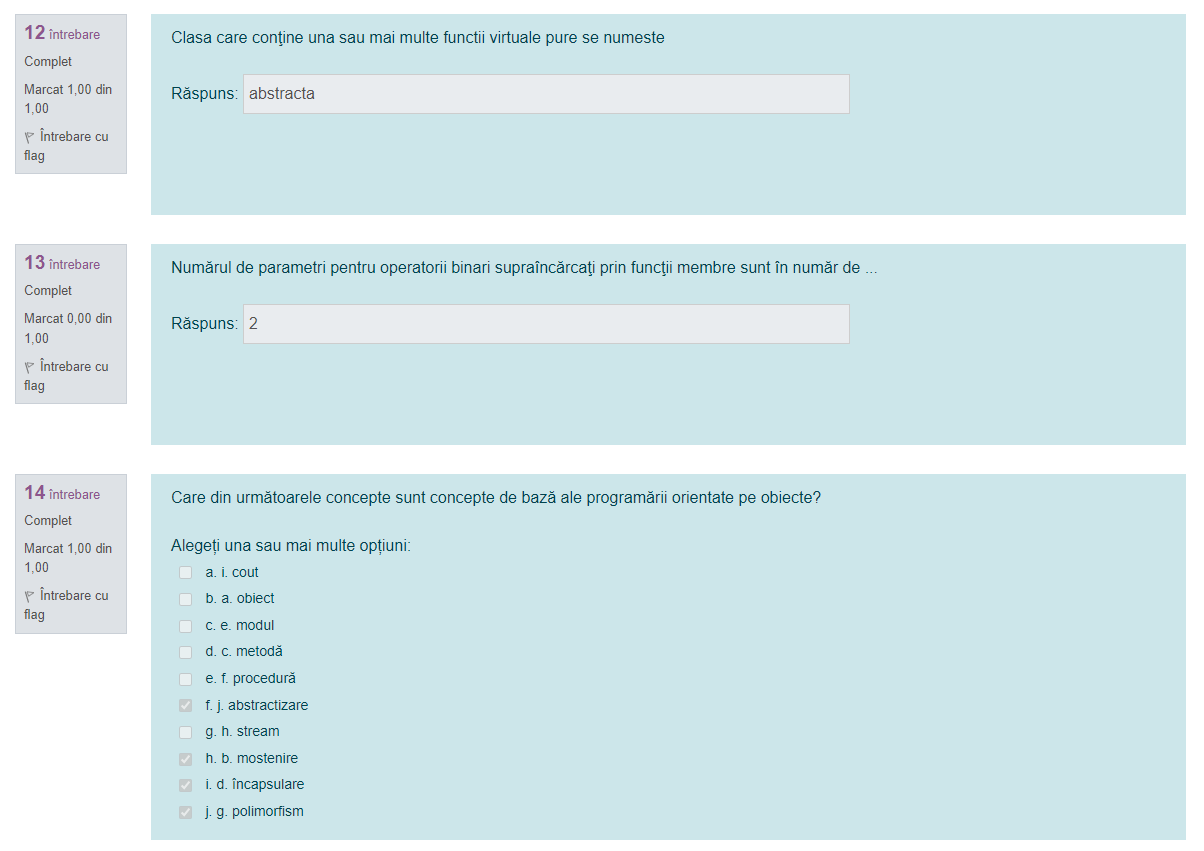 12 întrebare
Complet
Marcat 1,00 din
1,00
Întrebare cu
flag
Clasa care conţine una sau mai multe functii virtuale pure se numeste
Răspuns: abstracta
13 întrebare
Complet
Marcat 0,00 din
1,00
Întrebare cu
flag
Numărul de parametri pentru operatorii binari supraîncărcaţi prin funcţii membre sunt în număr de ...
Răspuns: 2
14 întrebare
Complet
Marcat 1,00 din
1,00
Întrebare cu
flag
Care din următoarele concepte sunt concepte de bază ale programării orientate pe obiecte?
Alegeți una sau mai multe opțiuni:
a. i. cout
b. a. obiect
c. e. modul
d. c. metodă
e. f. procedură
f. j. abstractizare
g. h. stream
h. b. mostenire
i. d. încapsulare
j. g. polimorfism